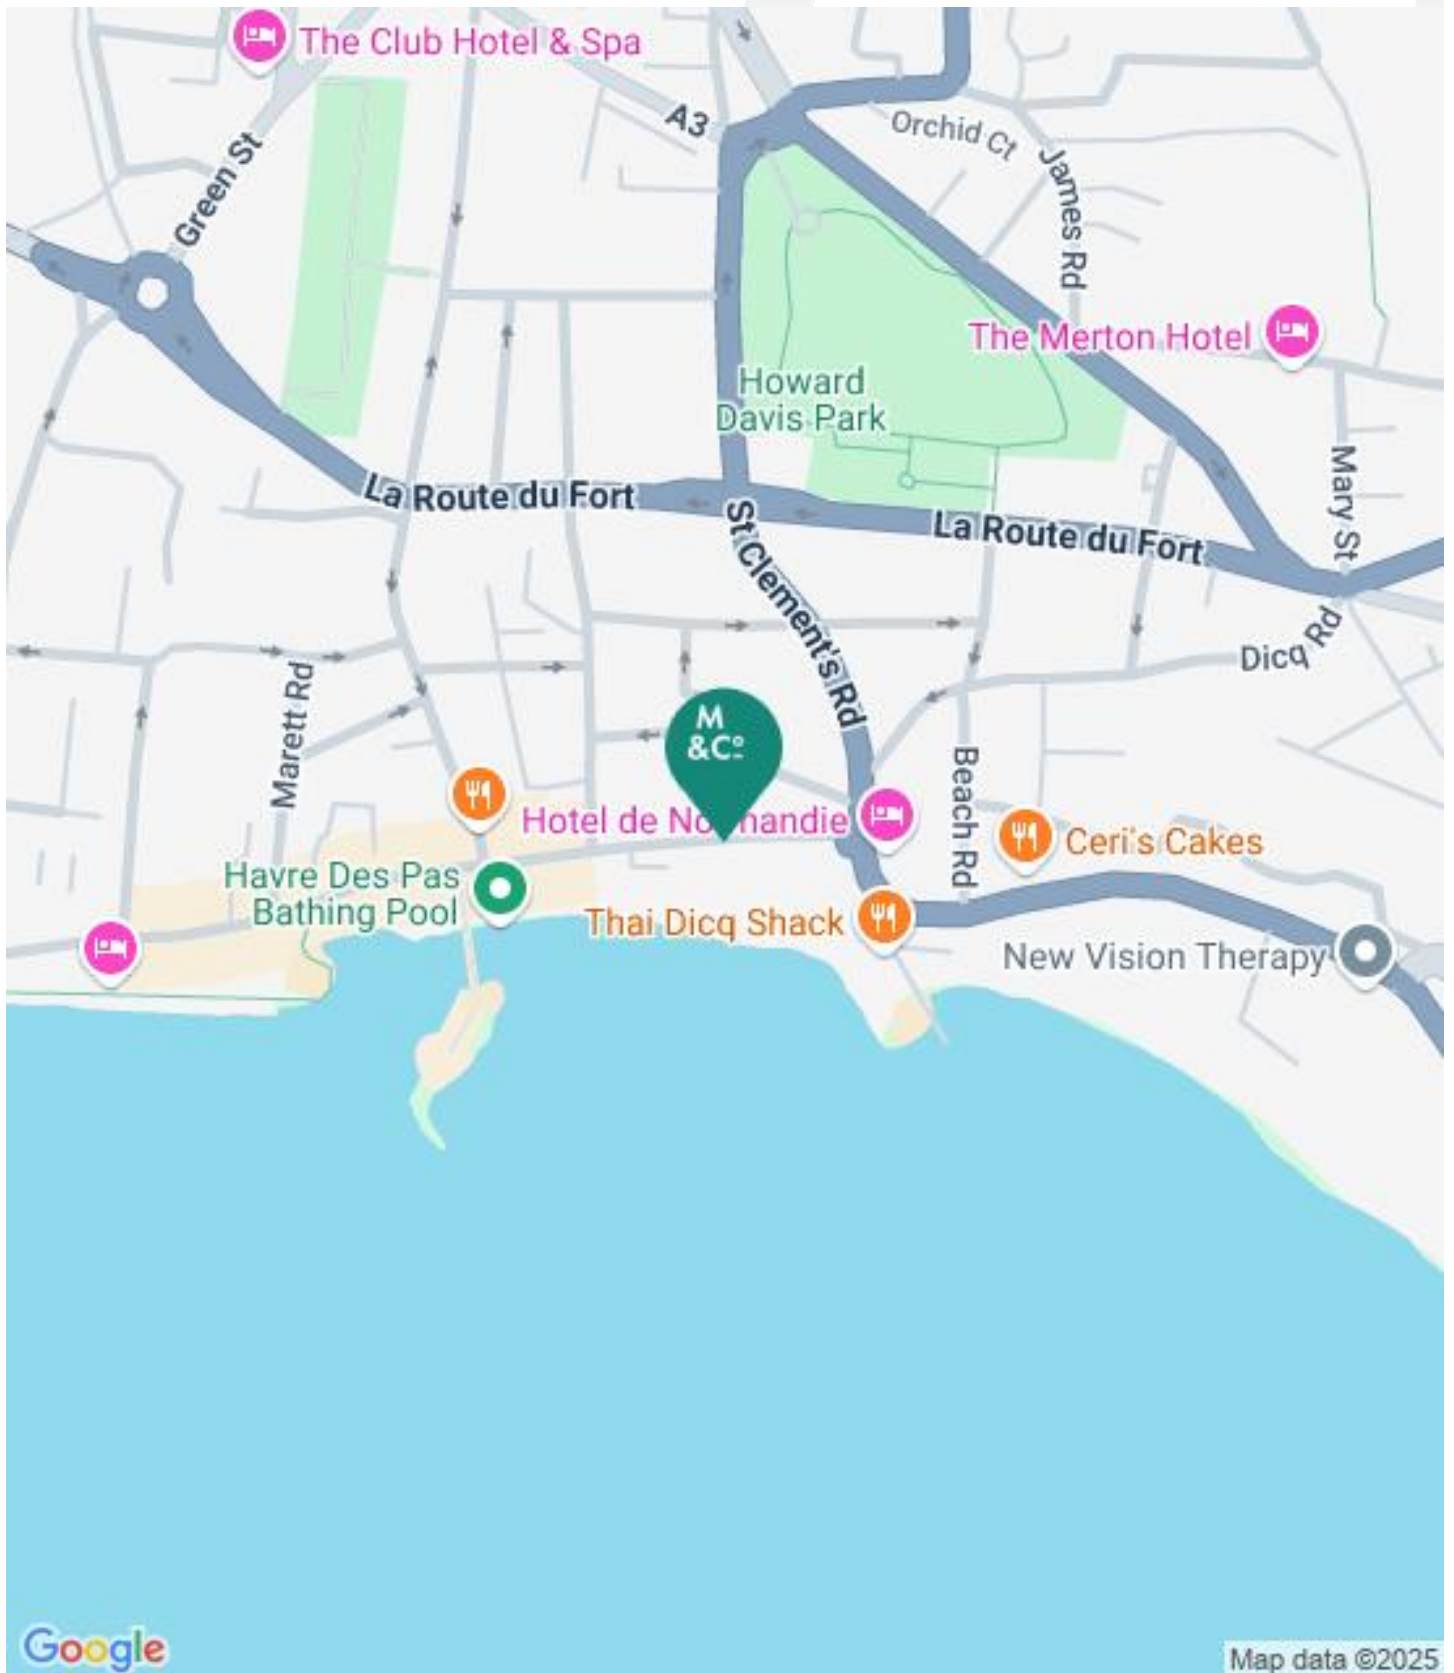 The Club Hotel & Spa
A3
Orchid Ct
Green St
James Rd
The Merton Hotel
Howard
Davis Park
Mary St
La Route du Fort
St Clement's Rd
La Route du Fort
Dicq Rd
Marett Rd
M
&Cº
Beach Rd
Hotel de Normandie
Ceri's Cakes
Havre Des Pas
Bathing Pool
Thai Dicq Shack
New Vision Therapy
Google
Map data ©2025